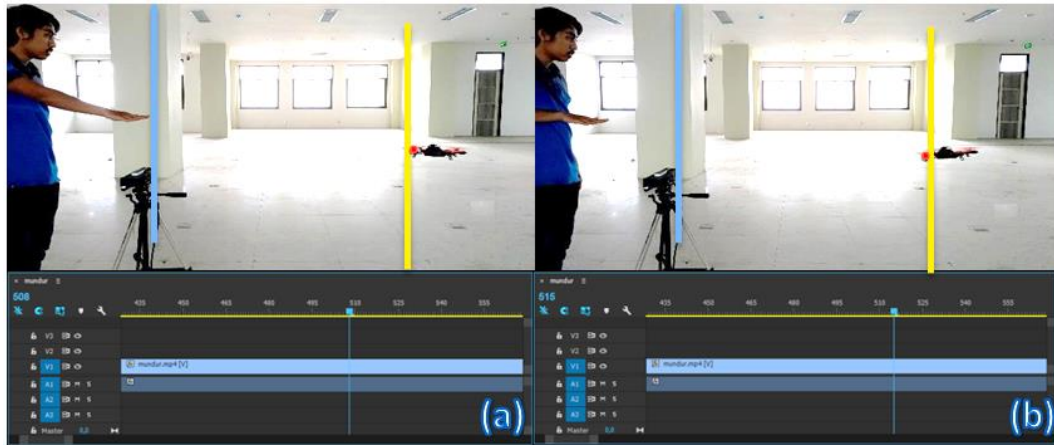 × mundur ≡
508
435 450 465 480 495 510 525 540 555
V3
V2
V1 mundur.mp4 [V]
A1 M S
A2 M S
A3 M S
Master 0,0
(a)
× mundur ≡
515
435 450 465 480 495 510 525 540 555
V3
V2
V1 mundur.mp4 [V]
A1 M S
A2 M S
A3 M S
Master 0,0
(b)